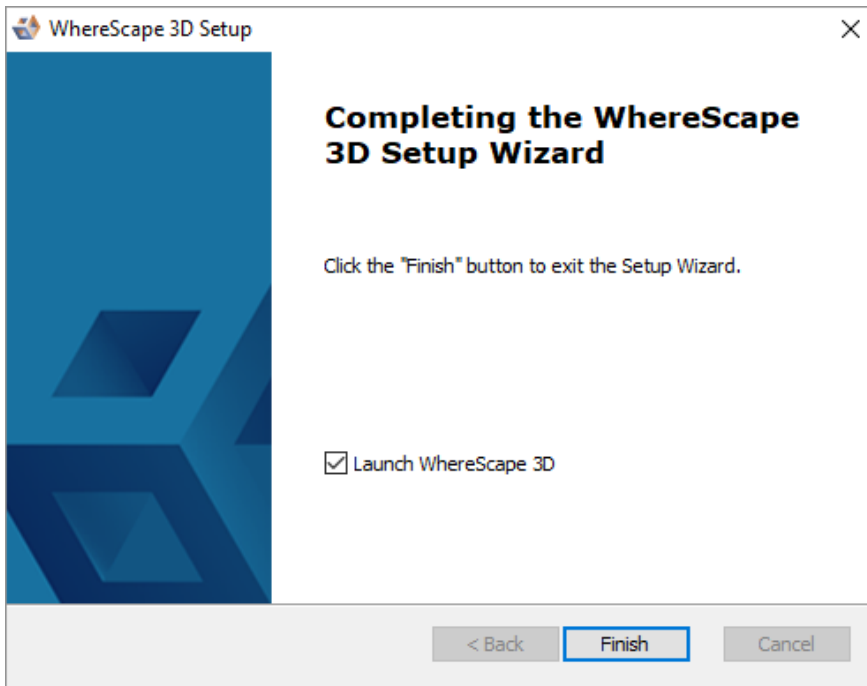 WhereScape 3D Setup
Completing the WhereScape
3D Setup Wizard
Click the "Finish" button to exit the Setup Wizard.
Launch WhereScape 3D
< Back
Finish
Cancel